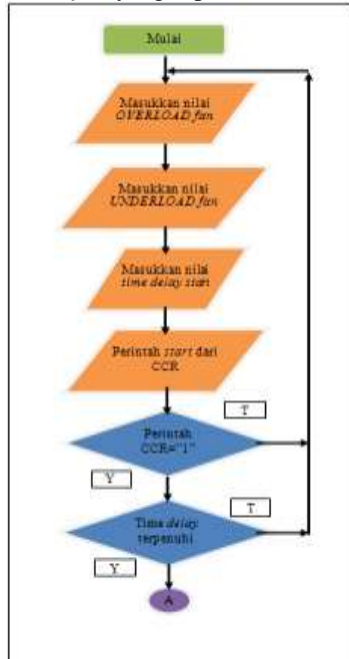 Mulai
Masukkan nilai
OVERLOAD fan
Masukkan nilai
UNDERLOAD fan
Masukkan nilai
time delay start
Perintah start dari
CCR
T
Perintah
CCR="1"
Y
T
Time delay
terpenuhi
Y
A